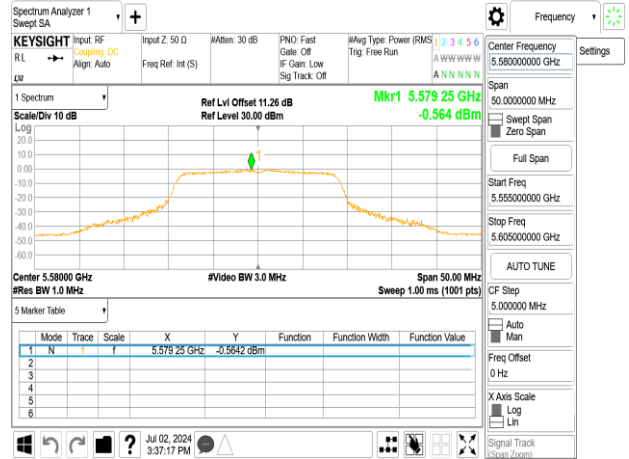 Spectrum Analyzer 1
Swept SA
Frequency
KEYSIGHT
RL
LXI
Input: RF
Coupling: DC
Align: Auto
Input Z: 50 Ω
Freq Ref: Int (S)
#Atten: 30 dB
PNO: Fast
Gate: Off
IF Gain: Low
Sig Track: Off
#Avg Type: Power (RMS
Trig: Free Run
1 2 3 4 5 6
A W W W W W
A N N N N N
Center Frequency
5.580000000 GHz
Settings
Span
50.0000000 MHz
Swept Span
Zero Span
Full Span
Start Freq
5.555000000 GHz
Stop Freq
5.605000000 GHz
AUTO TUNE
CF Step
5.000000 MHz
Auto
Man
Freq Offset
0 Hz
X Axis Scale
Log
Lin
Signal Track
(Span Zoom)
1 Spectrum
Scale/Div 10 dB
Ref Lvl Offset 11.26 dB
Ref Level 30.00 dBm
Mkr1 5.579 25 GHz
-0.564 dBm
Log
20.0
10.0
0.00
-10.0
-20.0
-30.0
-40.0
-50.0
-60.0
1
Center 5.58000 GHz
#Res BW 1.0 MHz
#Video BW 3.0 MHz
Span 50.00 MHz
Sweep 1.00 ms (1001 pts)
5 Marker Table
Mode Trace Scale X Y Function Function Width Function Value
1 N 1 f 5.579 25 GHz -0.5642 dBm
2
3
4
5
6
?
Jul 02, 2024
3:37:17 PM